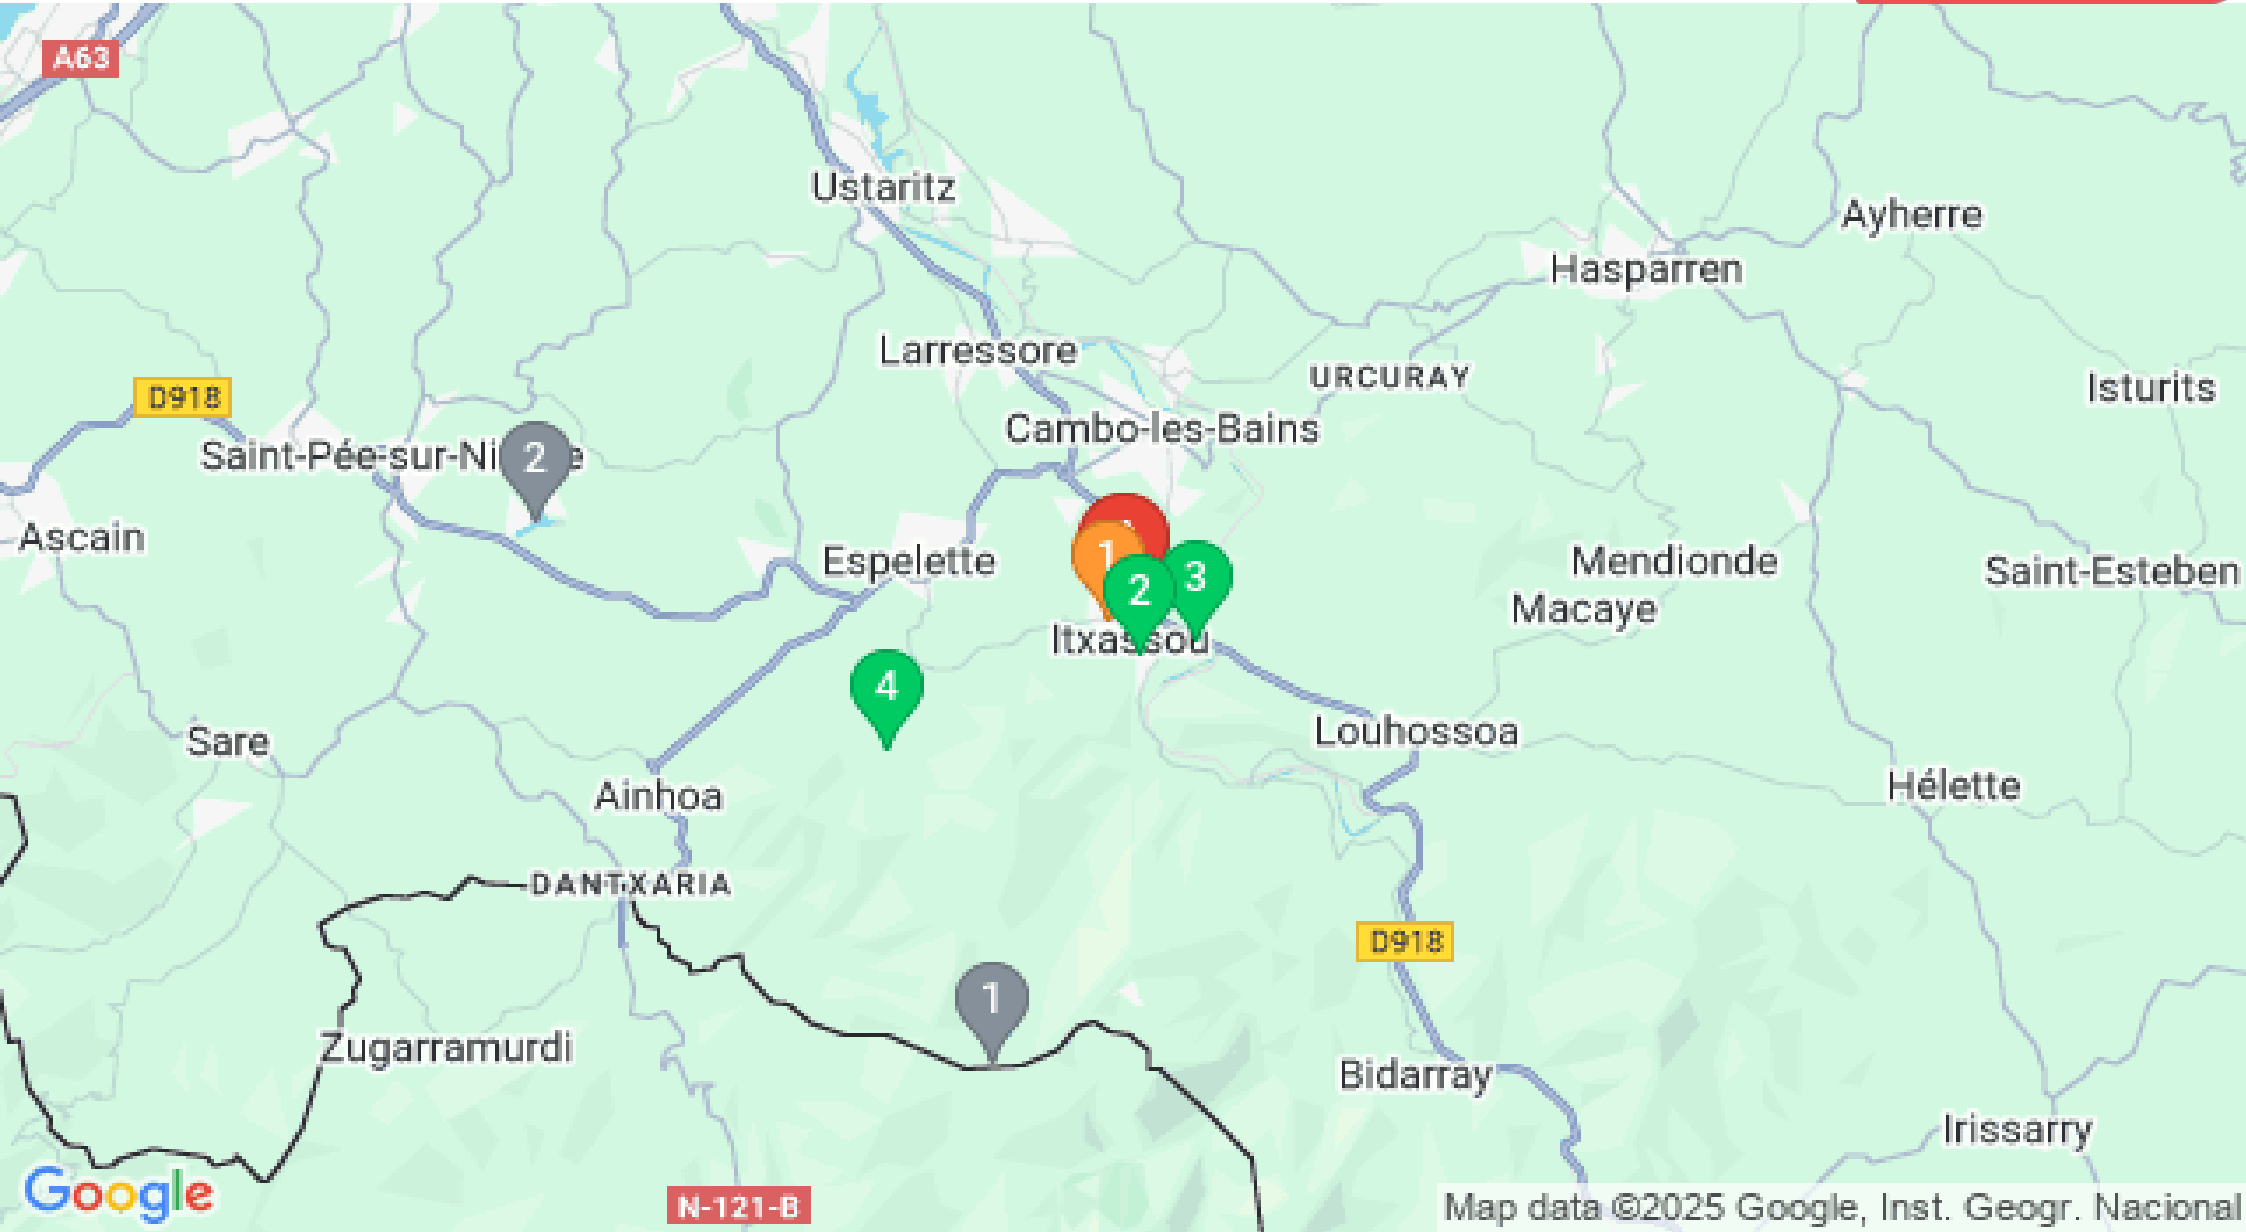 A63
Ustaritz
Ayherre
Hasparren
Larressore
URCURAY
Isturits
D918
Cambo-les-Bains
Saint-Pée-sur-Ni
e
2
Ascain
1
Espelette
2
3
Mendionde
Saint-Esteben
Macaye
Itxassou
4
Sare
Louhossoa
Ainhoa
Hélette
DANTXARIA
D918
1
Zugarramurdi
Bidarray
Irissarry
Google
N-121-B
Map data ©2025 Google, Inst. Geogr. Nacional